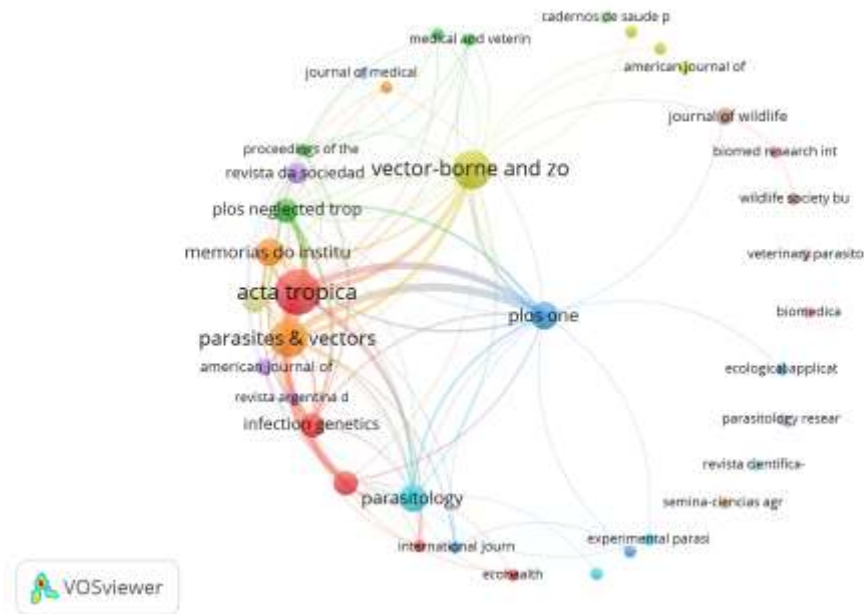 cadernos de saude p
medical and veterin
american journal of
journal of medical
journal of wildlife
proceedings of the
biomed research int
vector-borne and zo
revista da sociedad
wildlife society bu
plos neglected trop
memorias do institu
veterinary parasito
acta tropica
plos one
biomedica
parasites & vectors
american journal of
ecological applicat
revista argentina d
infection genetics
parasitology resear
revista cientifica-
parasitology
semina-ciencias agr
experimental parasi
international journ
ecohealth
VOSviewer